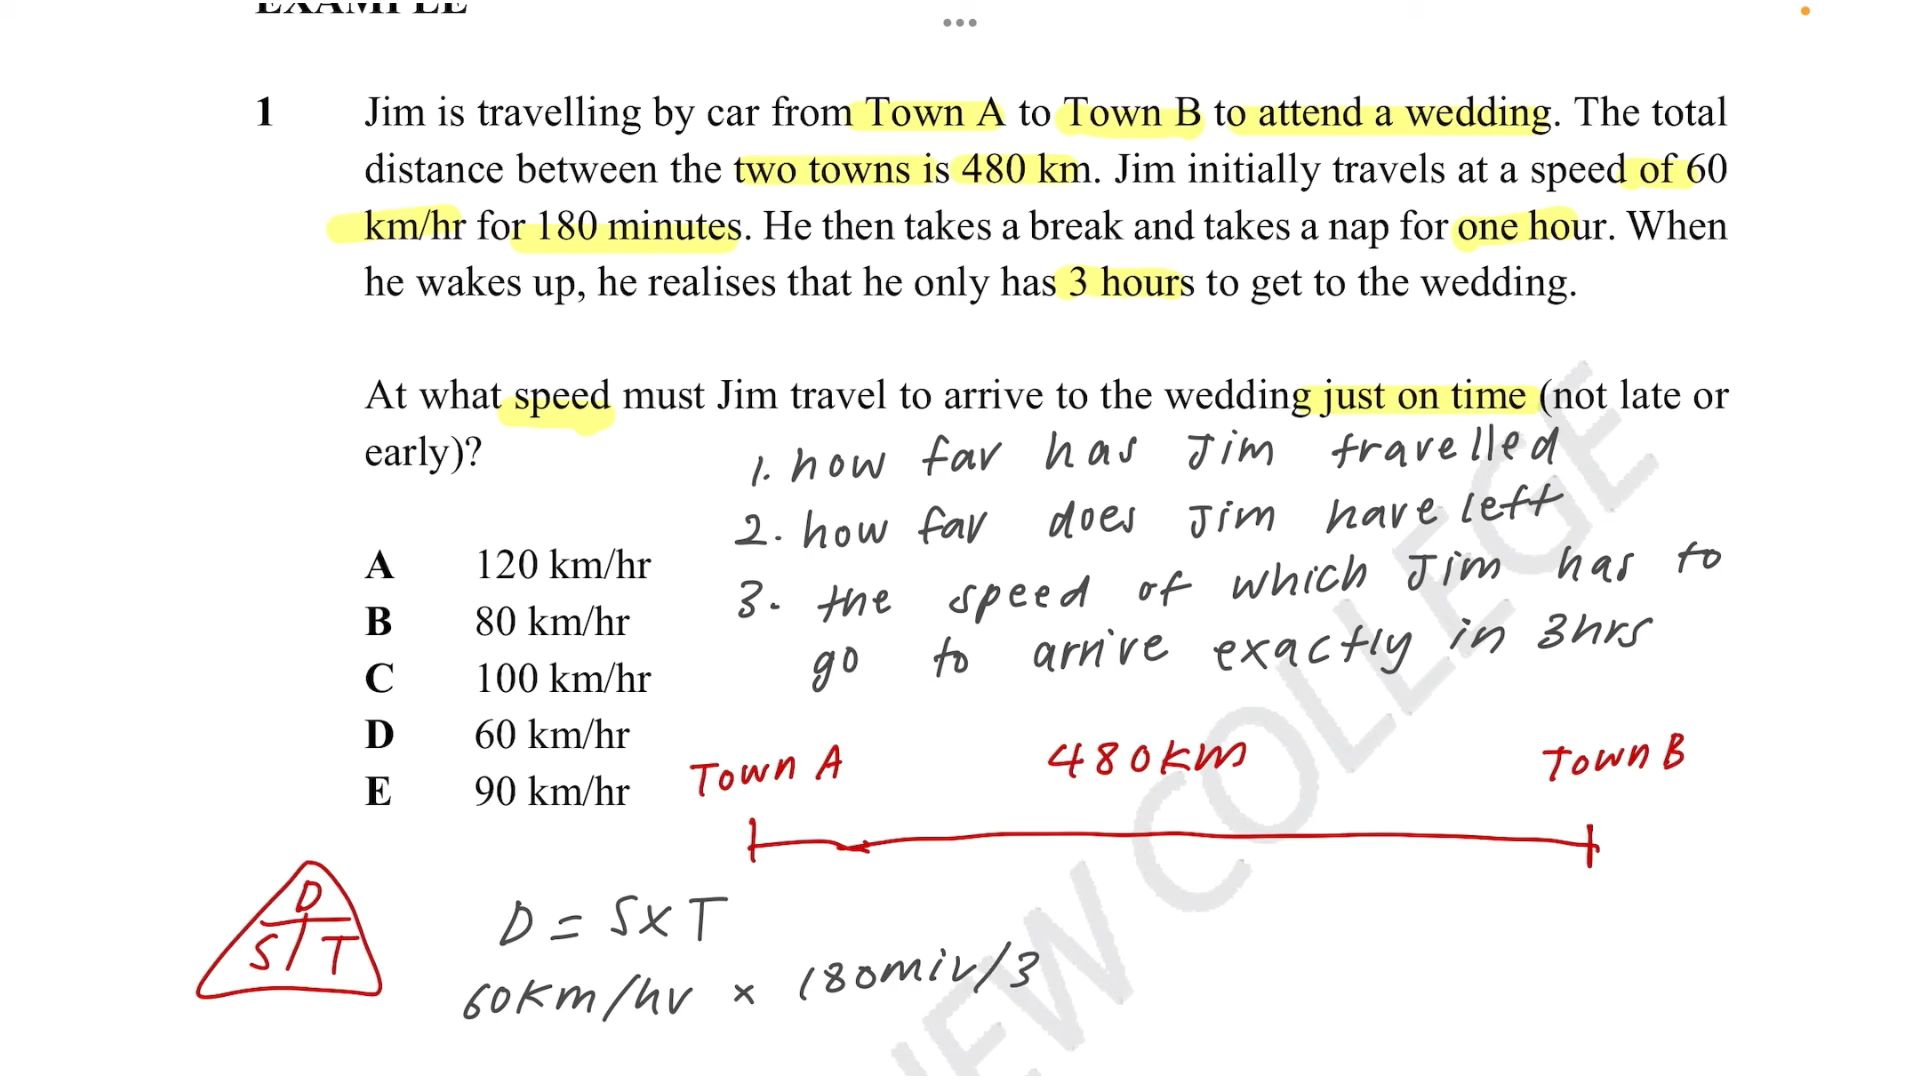 EXAMPLE
1 Jim is travelling by car from Town A to Town B to attend a wedding. The total
distance between the two towns is 480 km. Jim initially travels at a speed of 60
km/hr for 180 minutes. He then takes a break and takes a nap for one hour. When
he wakes up, he realises that he only has 3 hours to get to the wedding.
At what speed must Jim travel to arrive to the wedding just on time (not late or
early)?
1. how far has Jim travelled
2. how far does Jim have left
3. the speed of which Jim has to
go to arrive exactly in 3hrs
A 120 km/hr
B 80 km/hr
C 100 km/hr
D 60 km/hr
E 90 km/hr
Town A 480km Town B
D
S T
D = S x T
60km/hr x 180min/3
NEW COLLEGE